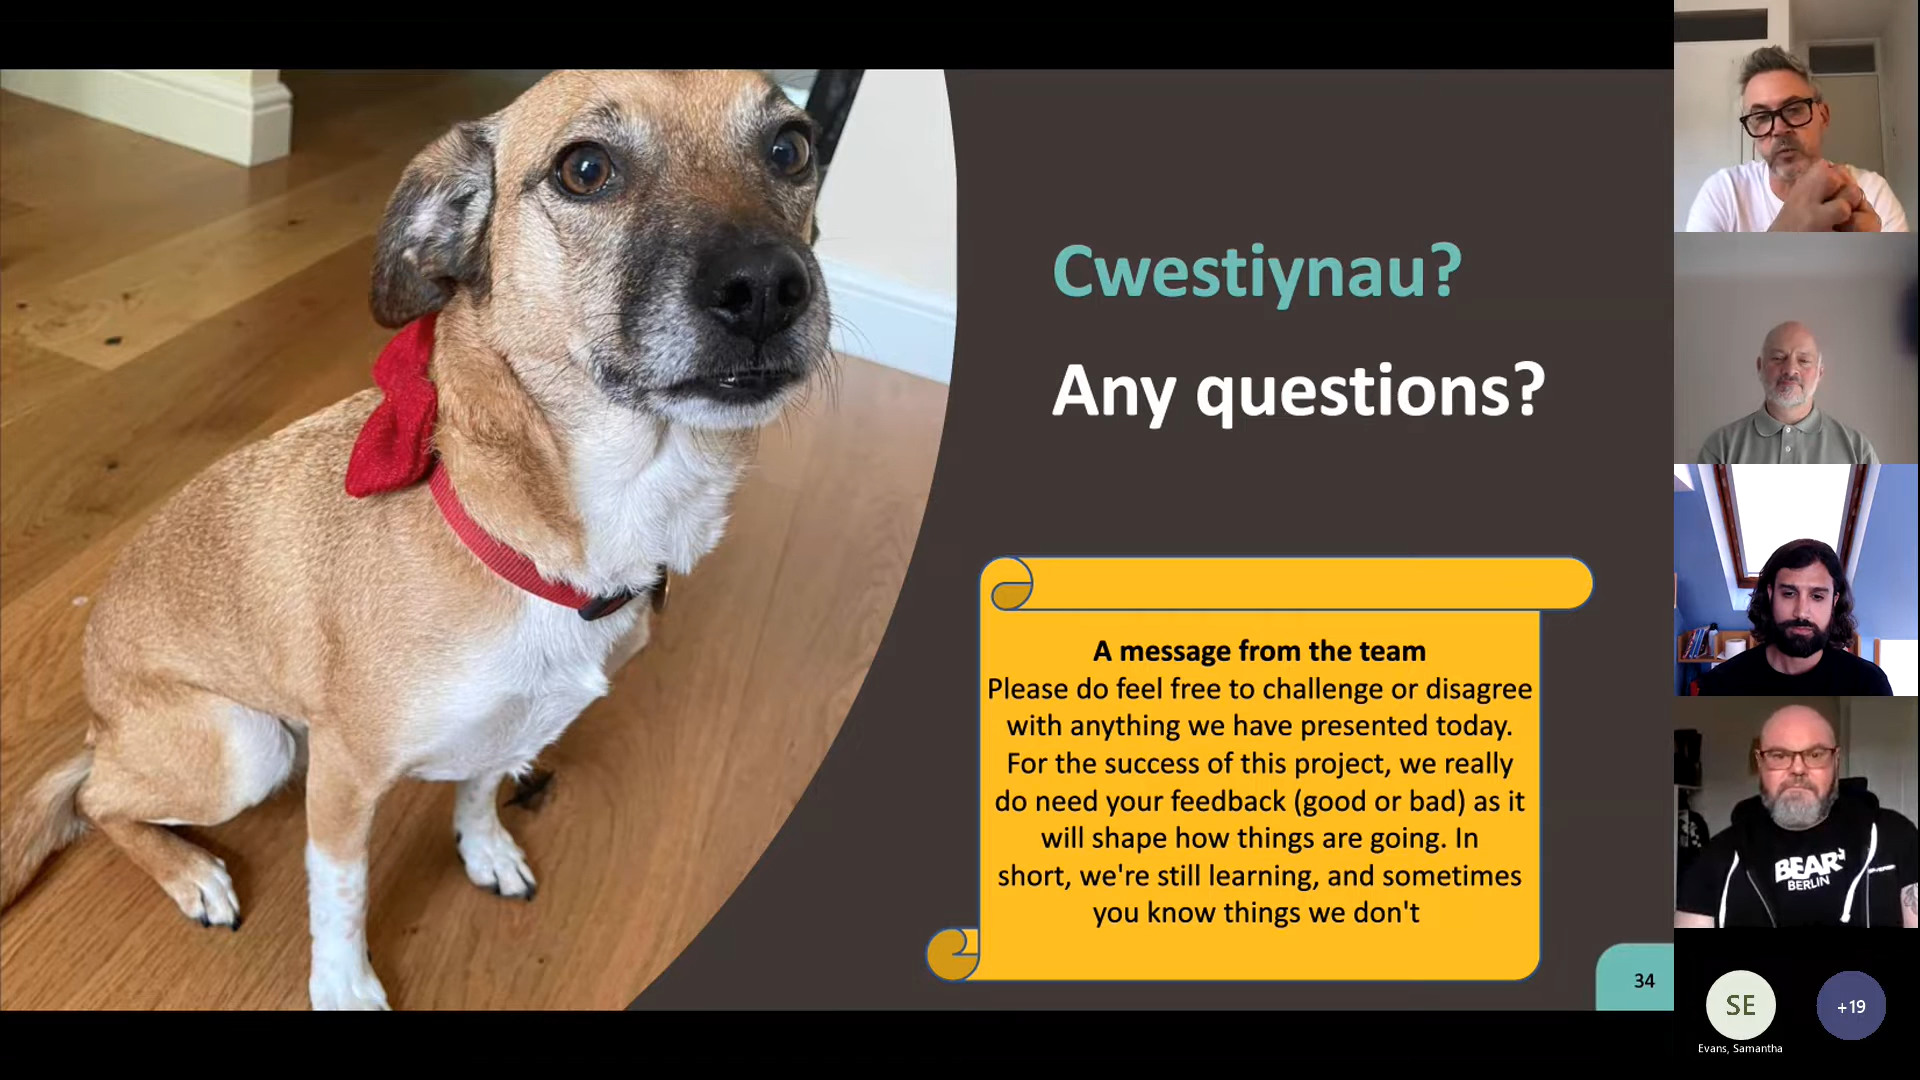 Cwestiynau?
Any questions?
A message from the team
Please do feel free to challenge or disagree
with anything we have presented today.
For the success of this project, we really
do need your feedback (good or bad) as it
will shape how things are going. In
short, we're still learning, and sometimes
you know things we don't
34
BEAR
BERLIN
SE
+19
Evans, Samantha